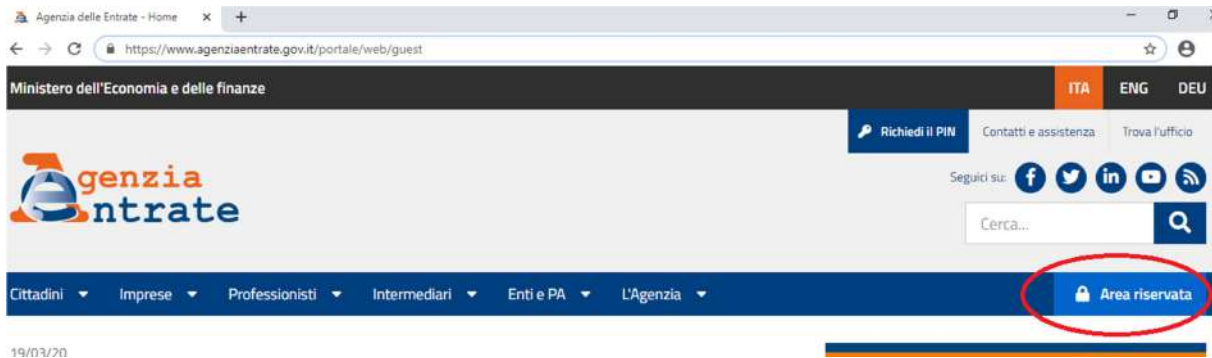 Agenzia delle Entrate - Home
https://www.agenziaentrate.gov.it/portale/web/guest
Ministero dell'Economia e delle finanze
ITA ENG DEU
Richiedi il PIN Contatti e assistenza Trova l'ufficio
Agenzia
Entrate
Seguici su:
Cerca...
Cittadini Imprese Professionisti Intermediari Enti e PA L'Agenzia Area riservata
19/03/20